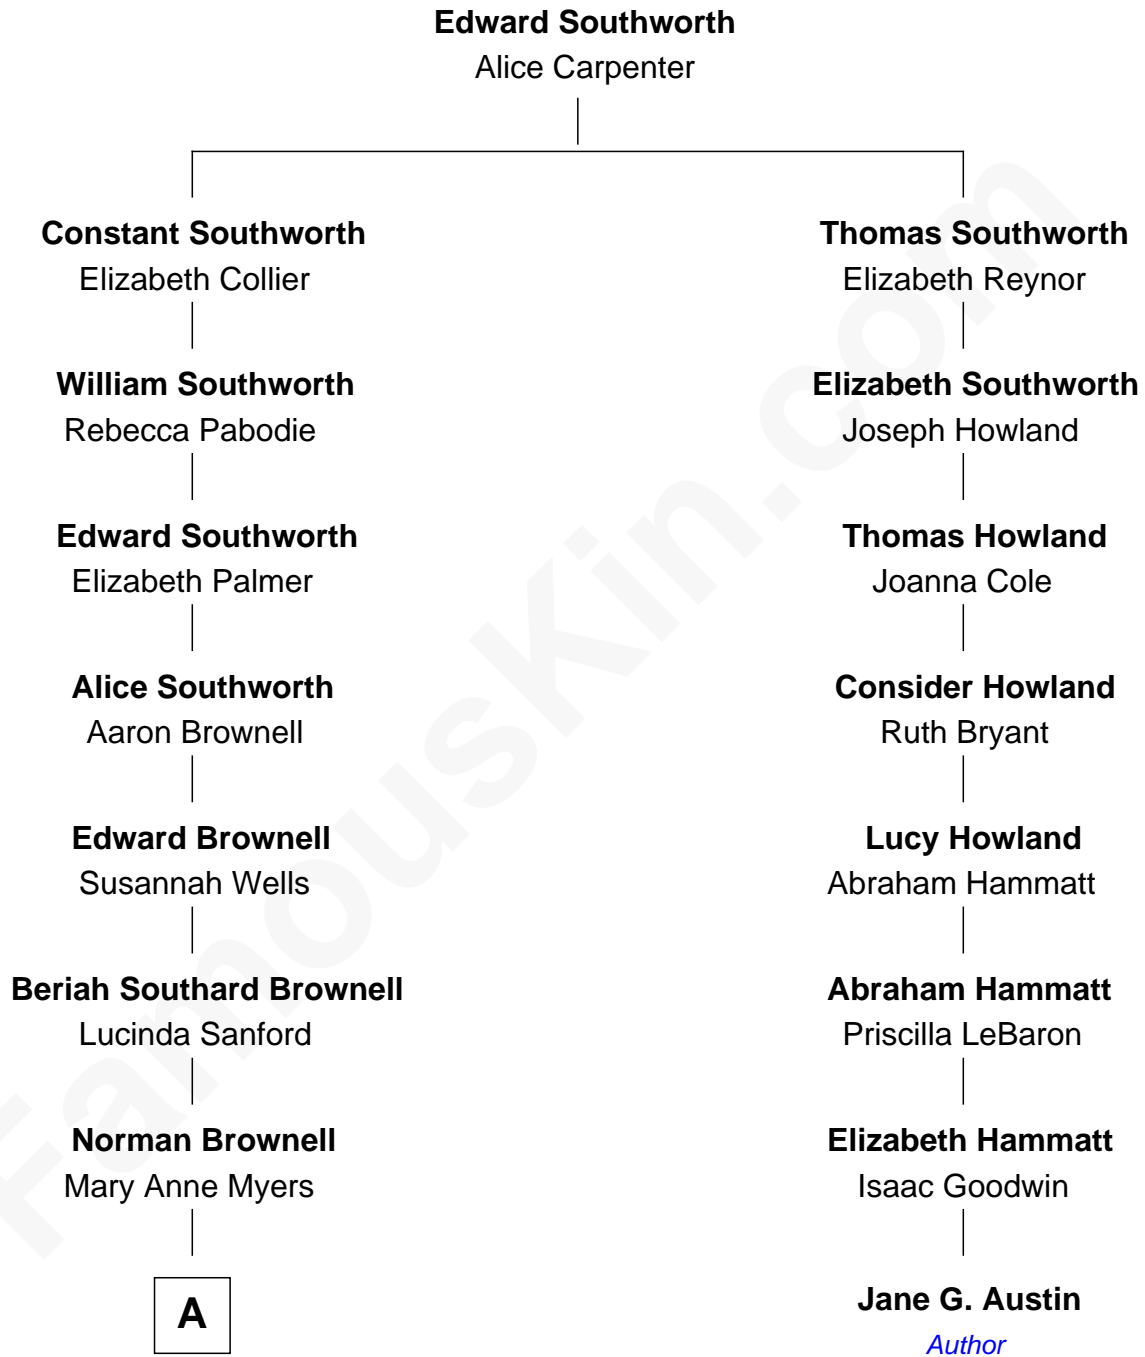 Edward Southworth
Alice Carpenter
Constant Southworth
Elizabeth Collier
Thomas Southworth
Elizabeth Reynor
William Southworth
Rebecca Pabodie
Elizabeth Southworth
Joseph Howland
Edward Southworth
Elizabeth Palmer
Thomas Howland
Joanna Cole
Alice Southworth
Aaron Brownell
Consider Howland
Ruth Bryant
Edward Brownell
Susannah Wells
Lucy Howland
Abraham Hammatt
Beriah Southard Brownell
Lucinda Sanford
Abraham Hammatt
Priscilla LeBaron
Norman Brownell
Mary Anne Myers
Elizabeth Hammatt
Isaac Goodwin
A
Jane G. Austin
Author
FamousKin.com